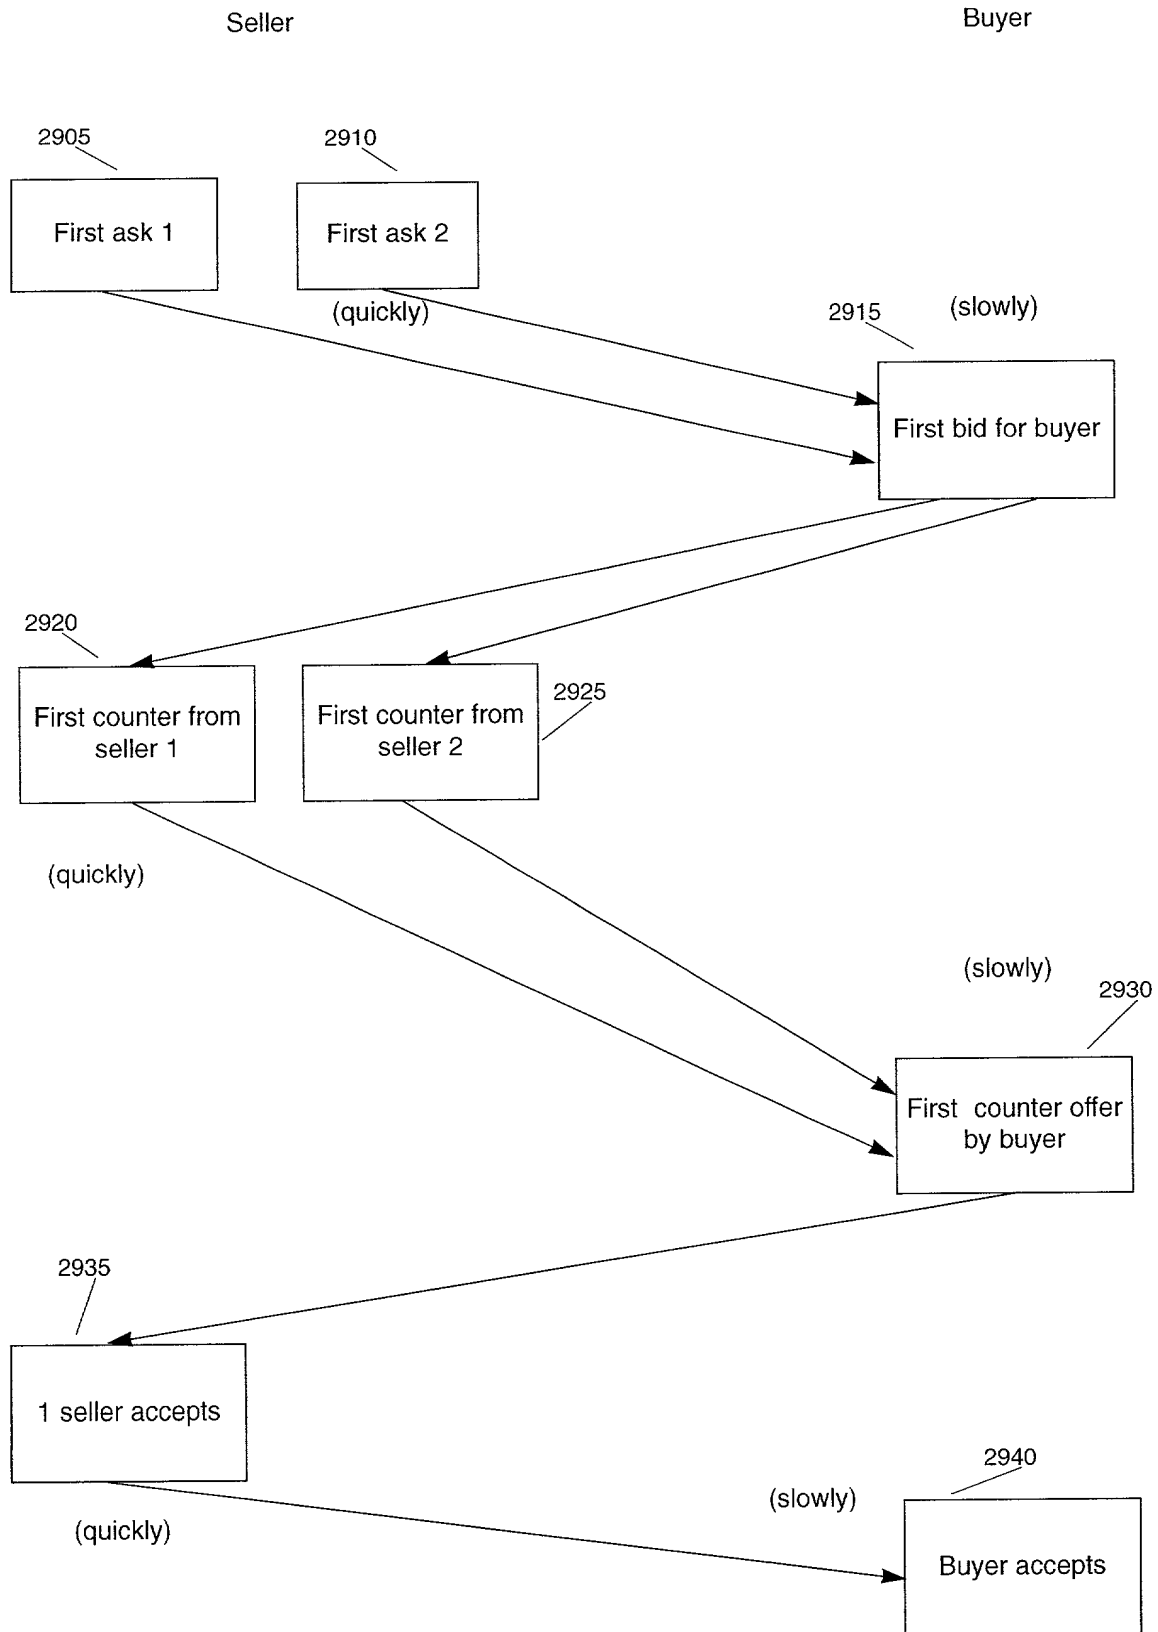 Seller
Buyer
2905
2910
First ask 1
First ask 2
(quickly)
2915
(slowly)
First bid for buyer
2920
First counter from
seller 1
First counter from
seller 2
2925
(quickly)
(slowly)
2930
First counter offer
by buyer
2935
1 seller accepts
(quickly)
2940
(slowly)
Buyer accepts